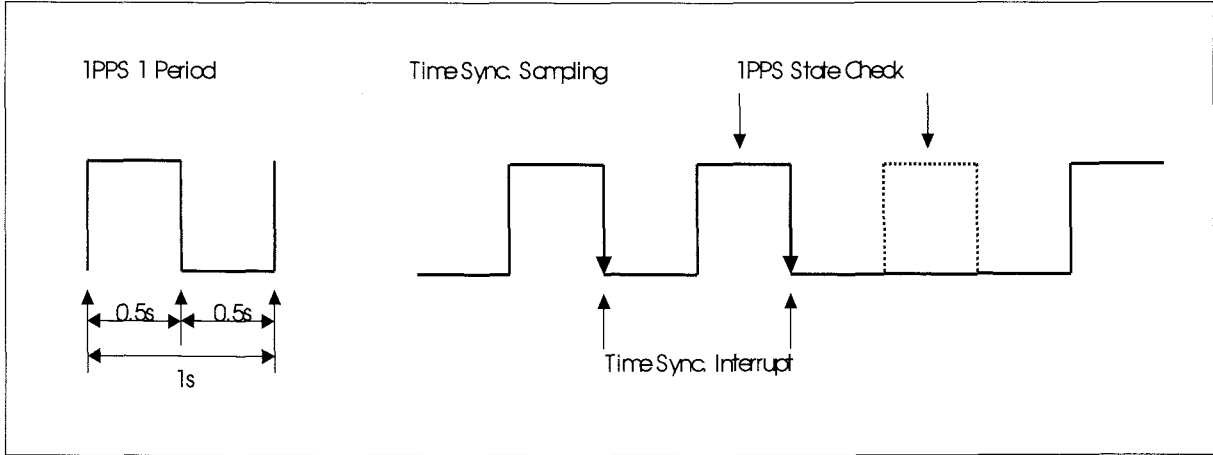 1PPS 1 Period
Time Sync. Sampling
1PPS State Check
0.5s
0.5s
1s
Time Sync. Interrupt